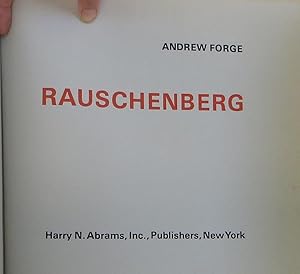 ANDREW FORGE
RAUSCHENBERG
Harry N. Abrams, Inc., Publishers, New York